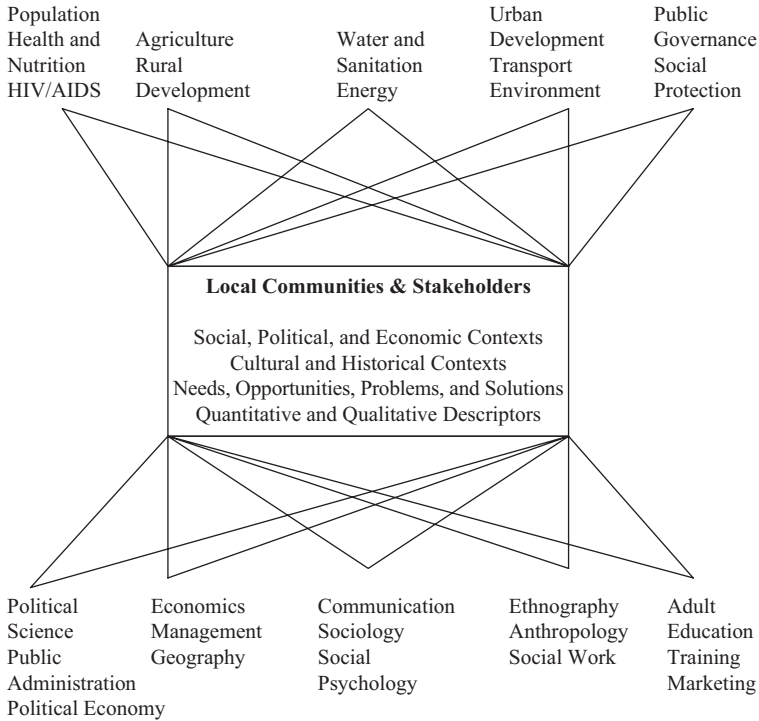 Population
Health and
Nutrition
HIV/AIDS
Agriculture
Rural
Development
Water and
Sanitation
Energy
Urban
Development
Transport
Environment
Public
Governance
Social
Protection
Local Communities & Stakeholders
Social, Political, and Economic Contexts
Cultural and Historical Contexts
Needs, Opportunities, Problems, and Solutions
Quantitative and Qualitative Descriptors
Political
Science
Public
Administration
Political Economy
Economics
Management
Geography
Communication
Sociology
Social
Psychology
Ethnography
Anthropology
Social Work
Adult
Education
Training
Marketing